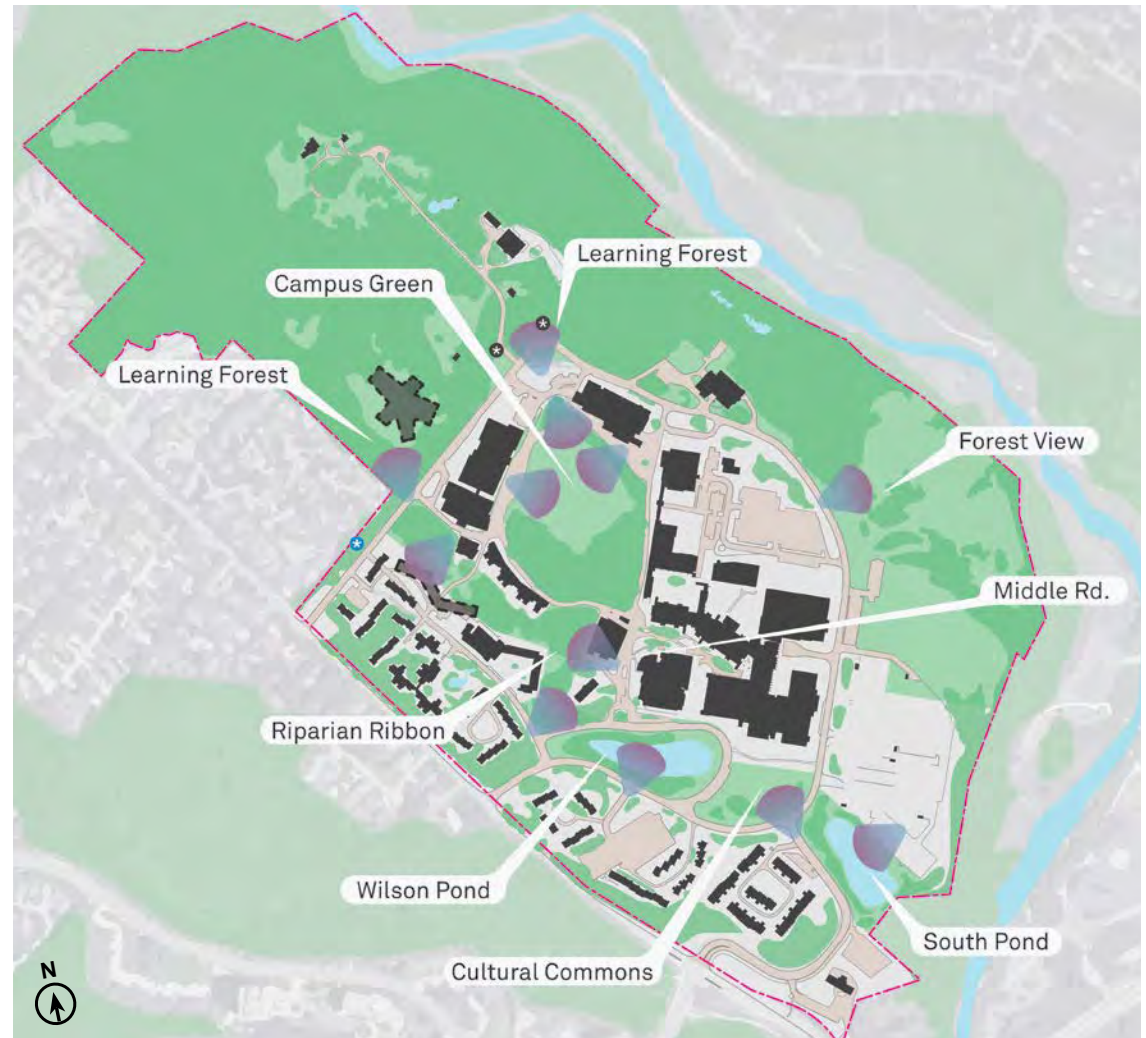 Learning Forest
Campus Green
Learning Forest
Forest View
Middle Rd.
Riparian Ribbon
Wilson Pond
South Pond
Cultural Commons
N